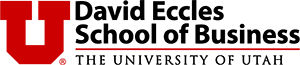 U®
David Eccles
School of Business
THE UNIVERSITY OF UTAH